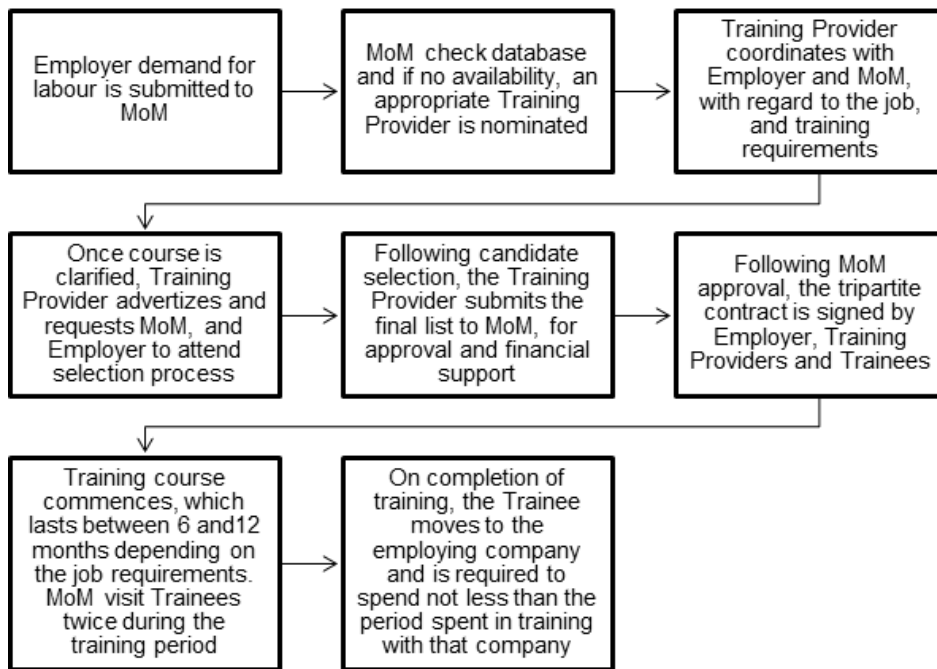 Employer demand for
labour is submitted to
MoM
MoM check database
and if no availability, an
appropriate Training
Provider is nominated
Training Provider
coordinates with
Employer and MoM,
with regard to the job,
and training
requirements
Once course is
clarified, Training
Provider advertizes and
requests MoM, and
Employer to attend
selection process
Following candidate
selection, the Training
Provider submits the
final list to MoM, for
approval and financial
support
Following MoM
approval, the tripartite
contract is signed by
Employer, Training
Providers and Trainees
Training course
commences, which
lasts between 6 and12
months depending on
the job requirements.
MoM visit Trainees
twice during the
training period
On completion of
training, the Trainee
moves to the
employing company
and is required to
spend not less than the
period spent in training
with that company